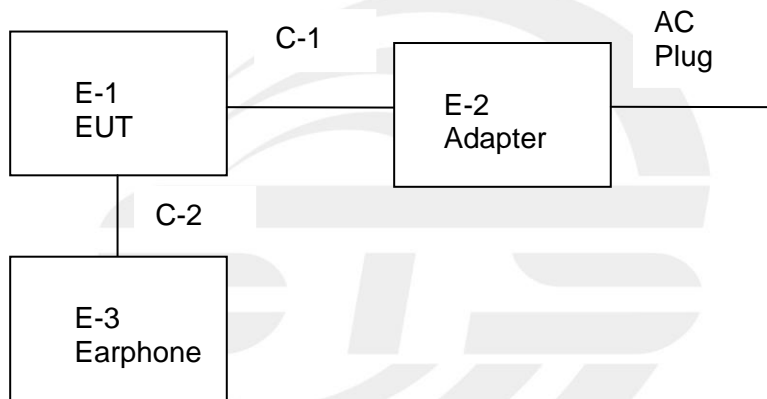 C-1
AC
Plug
E-1
EUT
E-2
Adapter
C-2
E-3
Earphone